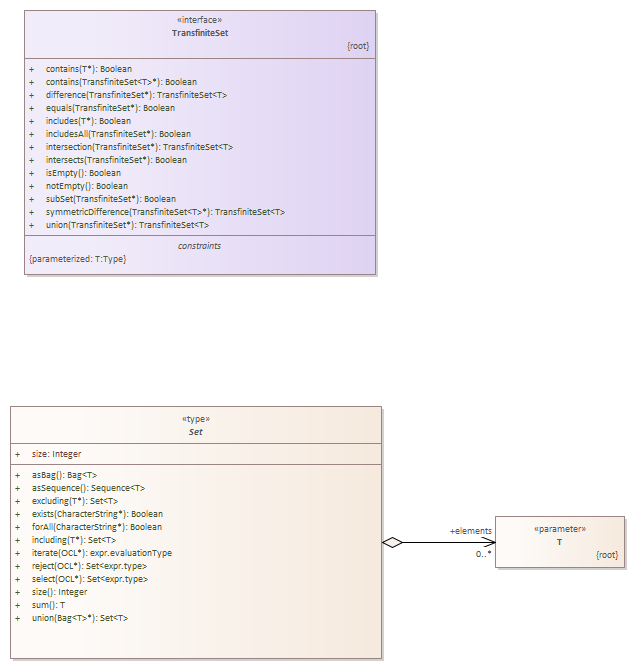 «interface»
TransfiniteSet
{root}
+ contains(T*): Boolean
+ contains(TransfiniteSet<T>*): Boolean
+ difference(TransfiniteSet*): TransfiniteSet<T>
+ equals(TransfiniteSet*): Boolean
+ includes(T*): Boolean
+ includesAll(TransfiniteSet*): Boolean
+ intersection(TransfiniteSet*): TransfiniteSet<T>
+ intersects(TransfiniteSet*): Boolean
+ isEmpty(): Boolean
+ notEmpty(): Boolean
+ subSet(TransfiniteSet*): Boolean
+ symmetricDifference(TransfiniteSet<T>*): TransfiniteSet<T>
+ union(TransfiniteSet*): TransfiniteSet<T>
constraints
{parameterized: T:Type}
«type»
Set
+ size: Integer
+ asBag(): Bag<T>
+ asSequence(): Sequence<T>
+ excluding(T*): Set<T>
+ exists(CharacterString*): Boolean
+ forAll(CharacterString*): Boolean
+ including(T*): Set<T>
+ iterate(OCL*): expr.evaluationType
+ reject(OCL*): Set<expr.type>
+ select(OCL*): Set<expr.type>
+ size(): Integer
+ sum(): T
+ union(Bag<T>*): Set<T>
+elements
0..*
«parameter»
T
{root}